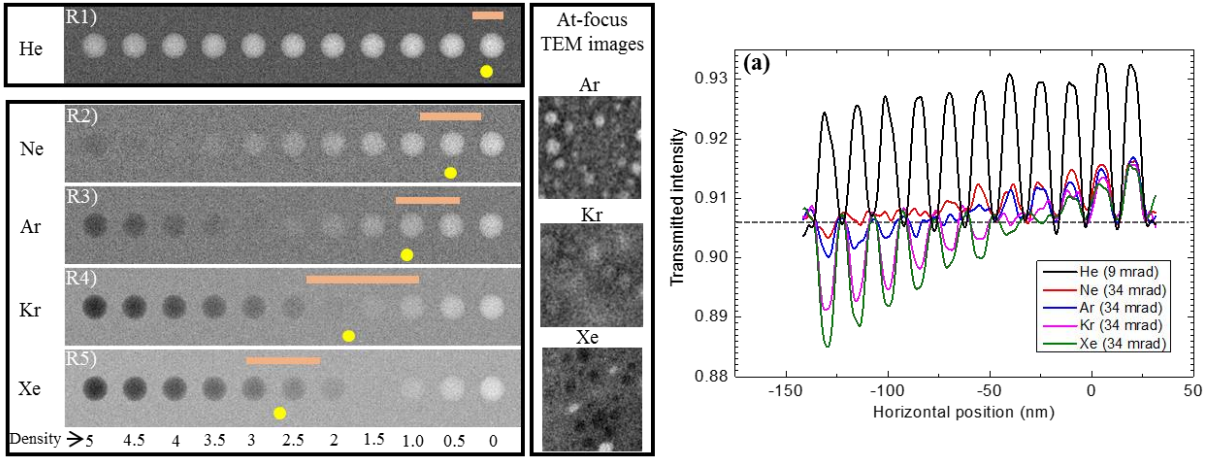 R1)
He
R2)
Ne
R3)
Ar
R4)
Kr
R5)
Xe
Density → 5 4.5 4 3.5 3 2.5 2 1.5 1.0 0.5 0
At-focus
TEM images
Ar
Kr
Xe
(a)
Transmitted intensity
0.93
0.92
0.91
0.90
0.89
0.88
-150 -100 -50 0 50
Horizontal position (nm)
He (9 mrad)
Ne (34 mrad)
Ar (34 mrad)
Kr (34 mrad)
Xe (34 mrad)